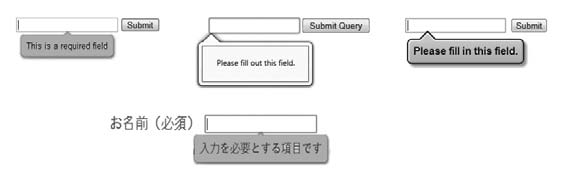 Submit
This is a required field
Submit Query
Please fill out this field.
Submit
Please fill in this field.
お名前（必須）
入力を必要とする項目です